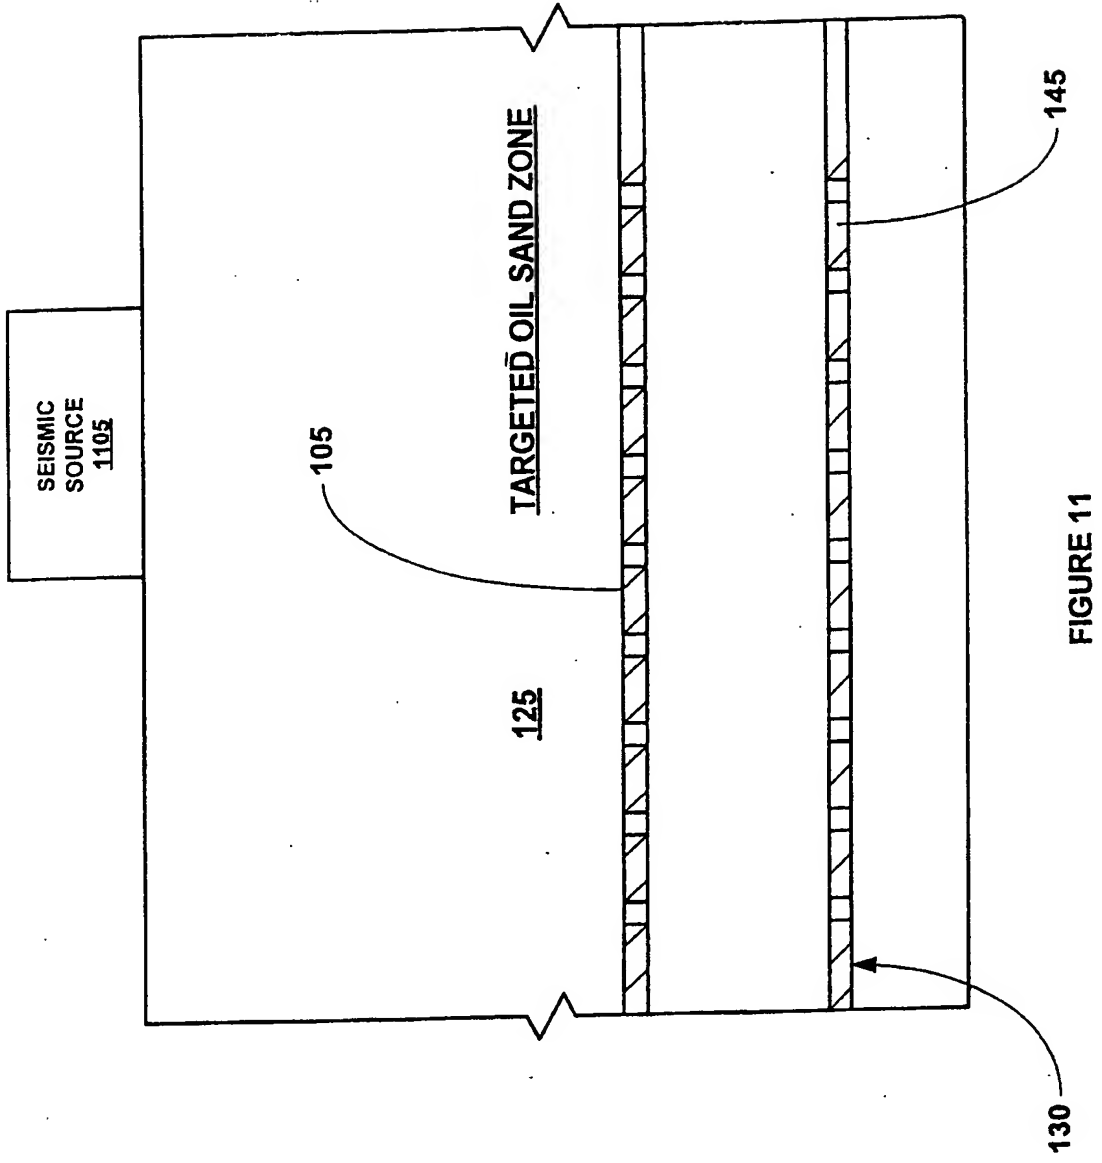 SEISMIC
SOURCE
1105
105
125
TARGETED OIL SAND ZONE
145
130
FIGURE 11